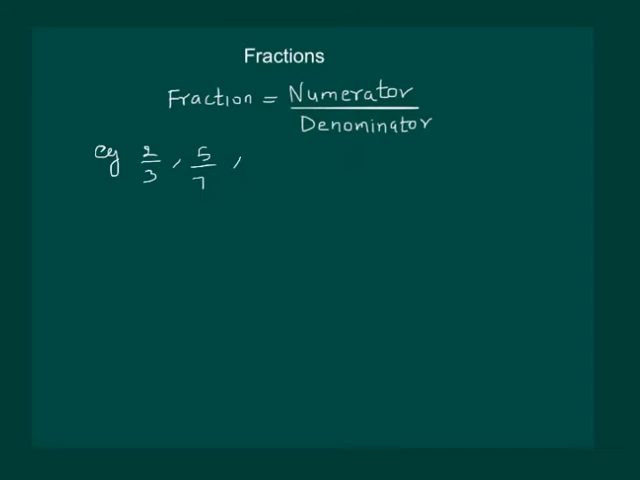 Fractions
Fraction = Numerator / Denominator
eg 2/3, 5/7,